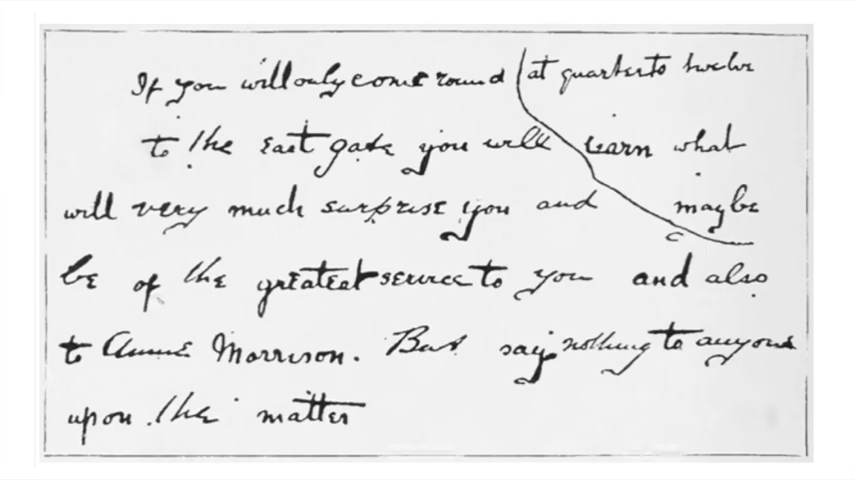 If you will only come round at quarter to twelve
to the east gate you will learn what
will very much surprise you and maybe
be of the greatest service to you and also
to Annie Morrison. But say nothing to anyone
upon the matter